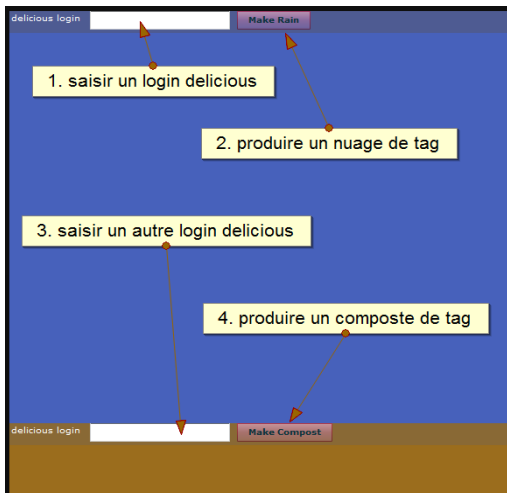 delicious login Make Rain
1. saisir un login delicious
2. produire un nuage de tag
3. saisir un autre login delicious
4. produire un composte de tag
delicious login Make Compost